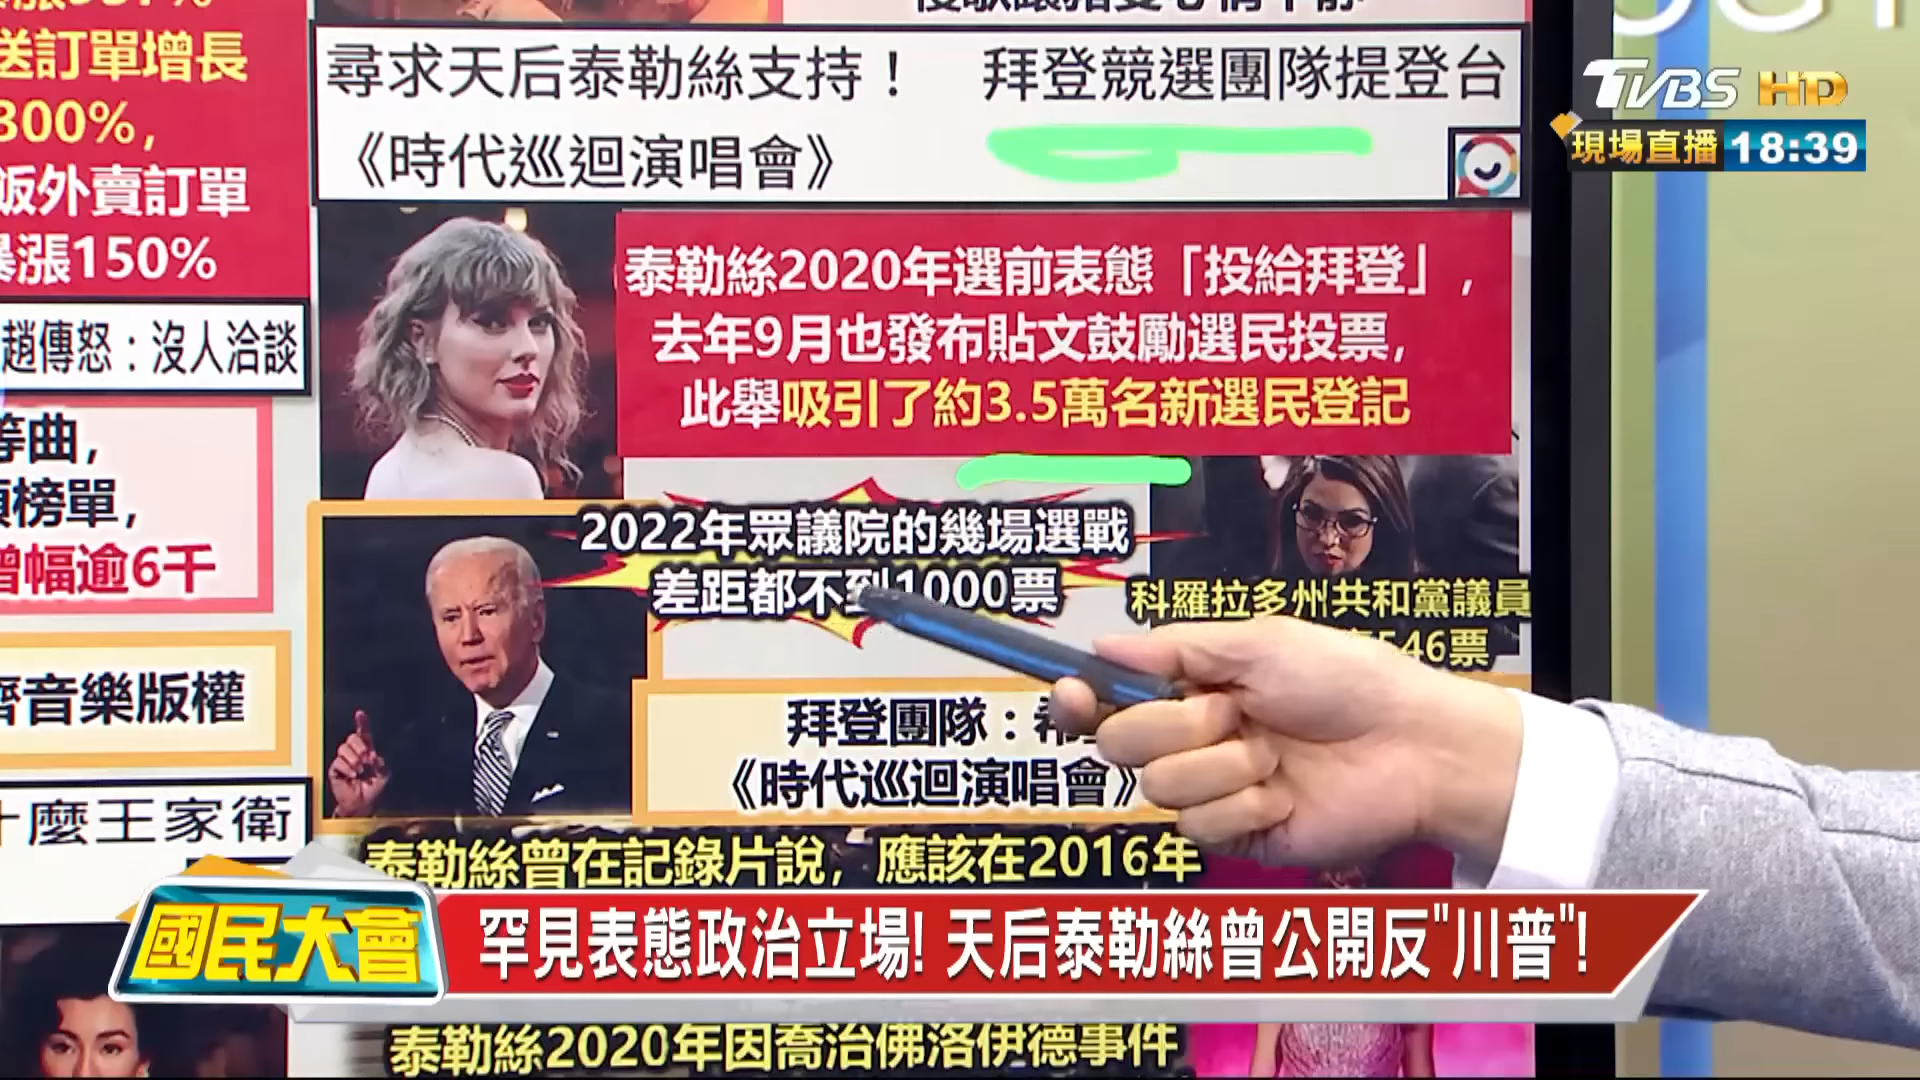 送訂單增長
300%,
飯外賣訂單
暴漲150%
趙傳怒：沒人洽談
等曲,
榜單,
增幅逾6千
音樂版權
什麼王家衛
尋求天后泰勒絲支持！ 拜登競選團隊提登台
《時代巡迴演唱會》
TVBS HD
現場直播 18:39
泰勒絲2020年選前表態「投給拜登」,
去年9月也發布貼文鼓勵選民投票,
此舉吸引了約3.5萬名新選民登記
2022年眾議院的幾場選戰
差距都不到1000票
科羅拉多州共和黨議員
546票
拜登團隊：希
《時代巡迴演唱會》
泰勒絲曾在記錄片說, 應該在2016年
國民大會
罕見表態政治立場! 天后泰勒絲曾公開反"川普"!
泰勒絲2020年因喬治佛洛伊德事件